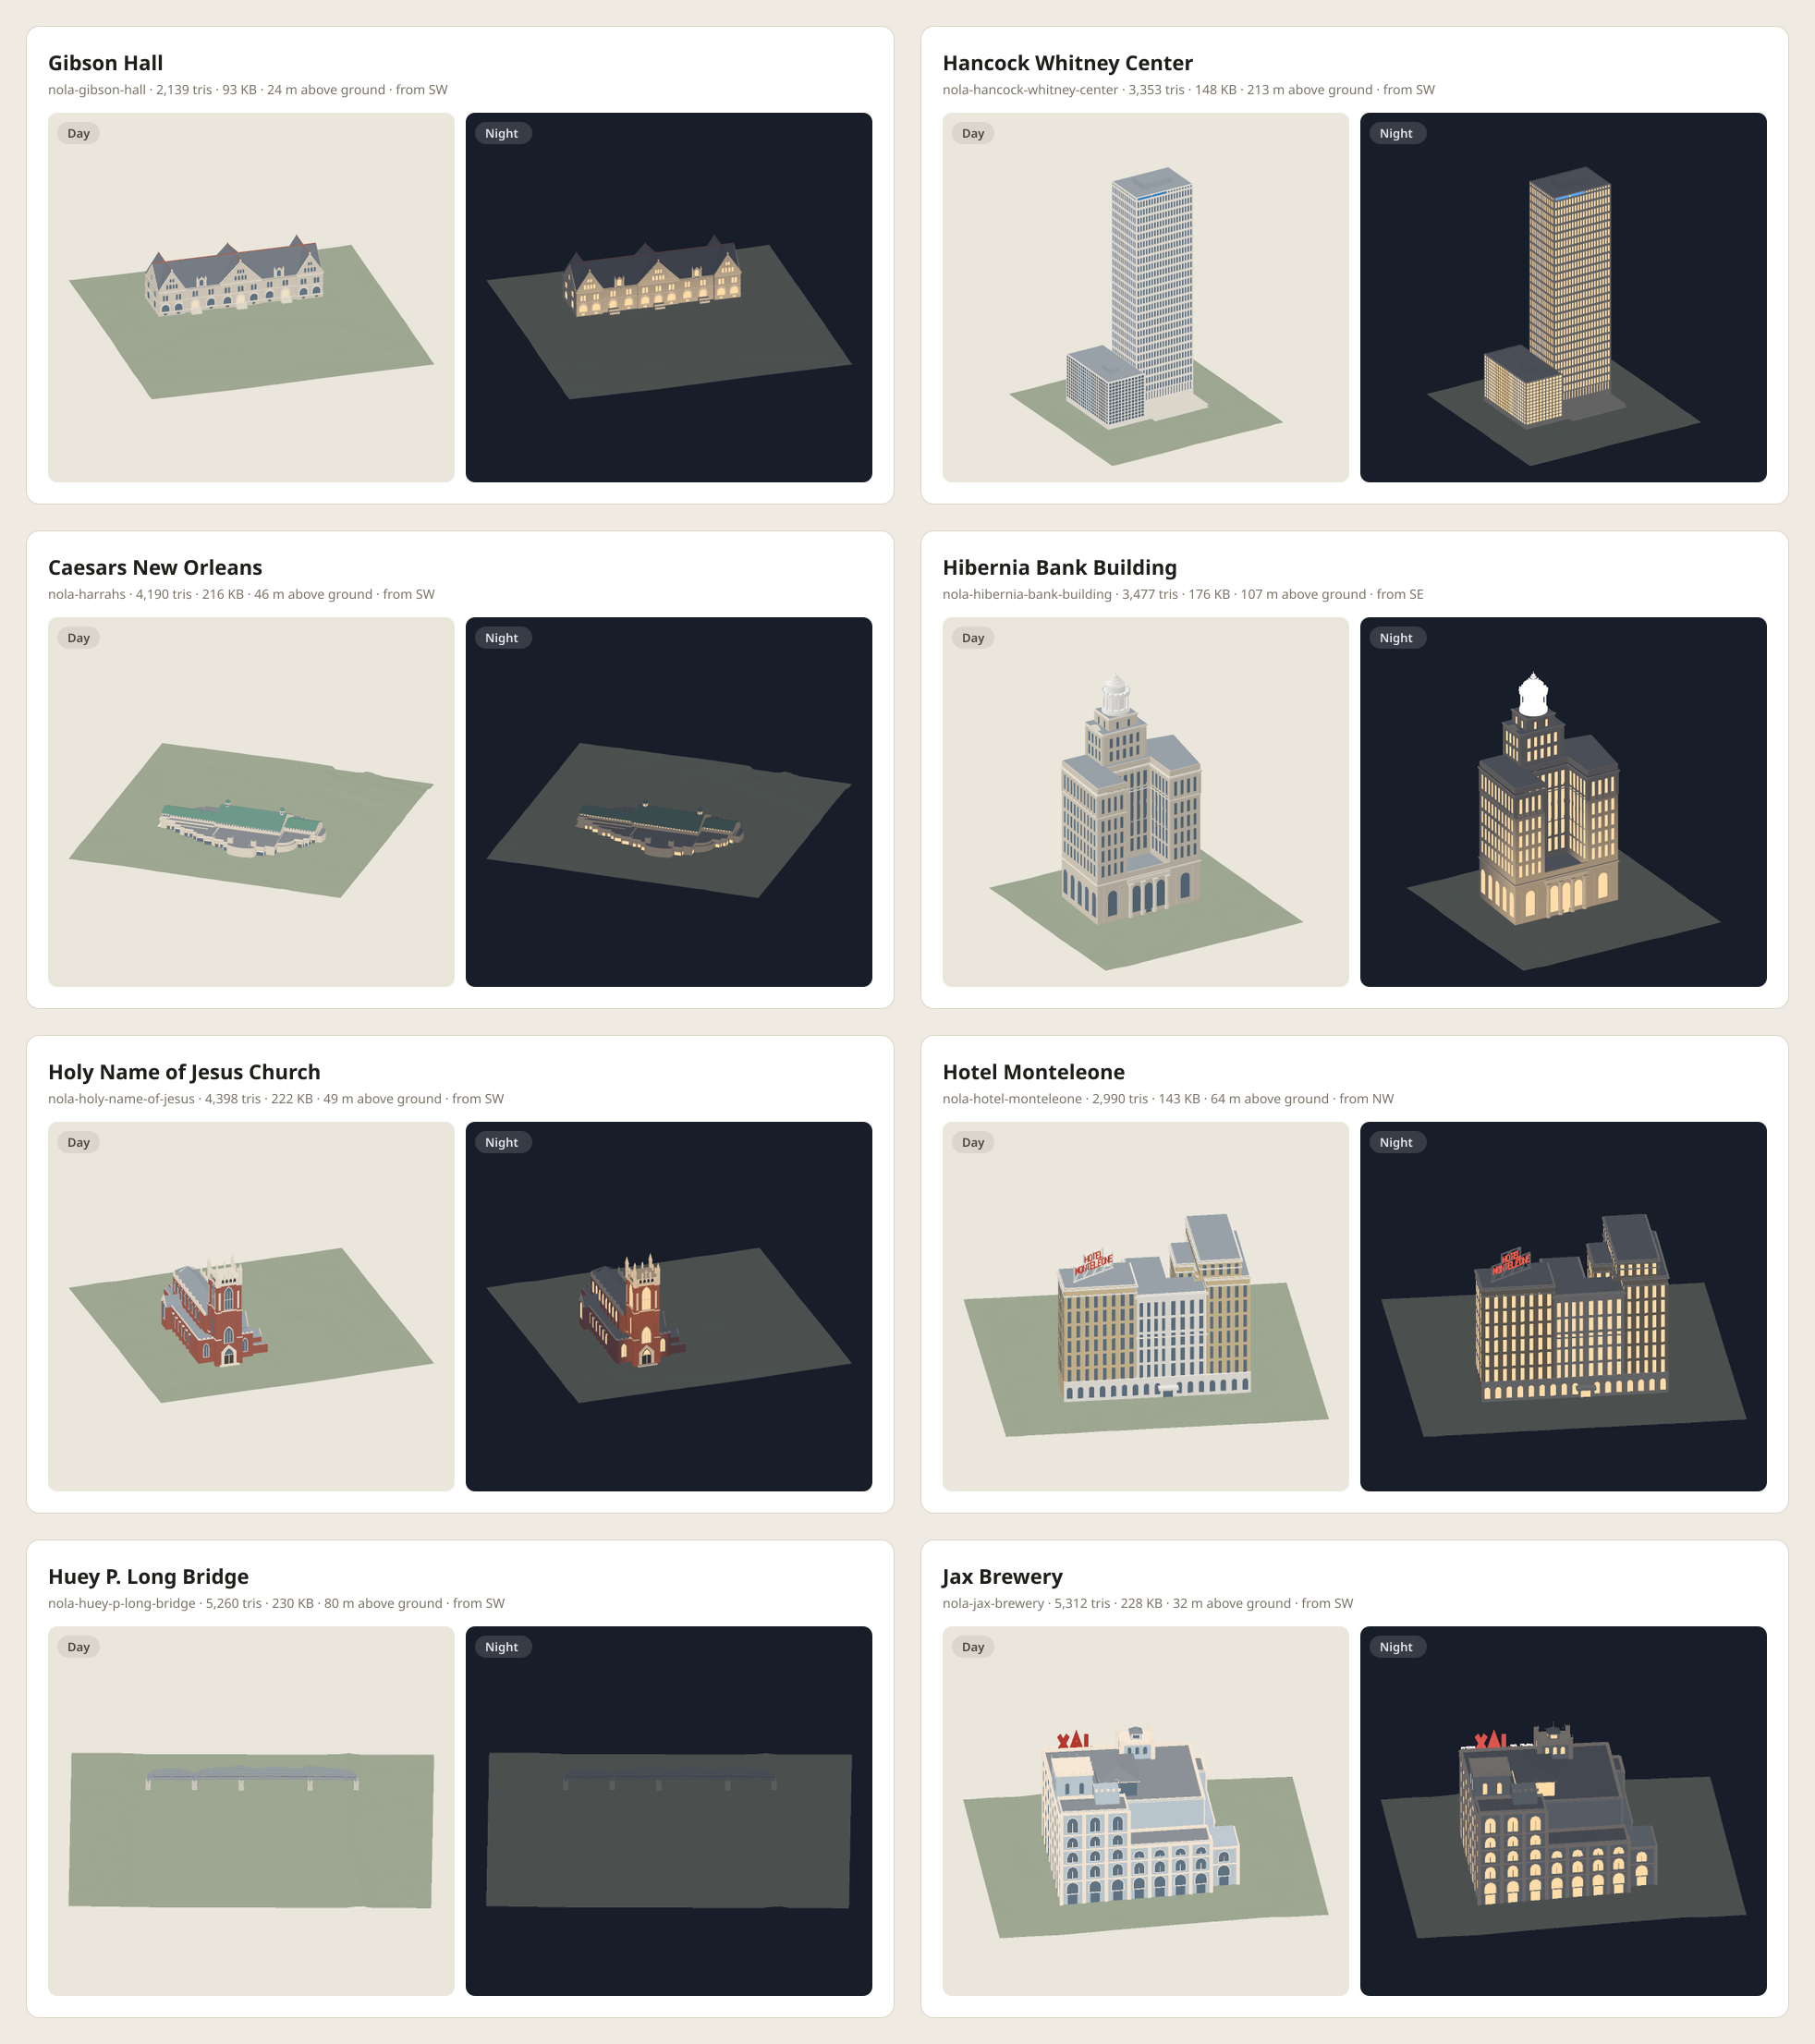 Gibson Hall
nola-gibson-hall · 2,139 tris · 93 KB · 24 m above ground · from SW
Day
Night
Hancock Whitney Center
nola-hancock-whitney-center · 3,353 tris · 148 KB · 213 m above ground · from SW
Day
Night
Caesars New Orleans
nola-harrahs · 4,190 tris · 216 KB · 46 m above ground · from SW
Day
Night
Hibernia Bank Building
nola-hibernia-bank-building · 3,477 tris · 176 KB · 107 m above ground · from SE
Day
Night
Holy Name of Jesus Church
nola-holy-name-of-jesus · 4,398 tris · 222 KB · 49 m above ground · from SW
Day
Night
Hotel Monteleone
nola-hotel-monteleone · 2,990 tris · 143 KB · 64 m above ground · from NW
Day
HOTEL
MONTELEONE
Night
HOTEL
MONTELEONE
Huey P. Long Bridge
nola-huey-p-long-bridge · 5,260 tris · 230 KB · 80 m above ground · from SW
Day
Night
Jax Brewery
nola-jax-brewery · 5,312 tris · 228 KB · 32 m above ground · from SW
Day
Night